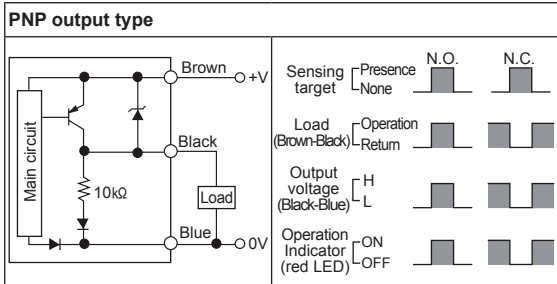 PNP output type
Main circuit
10kΩ
Brown
+V
Black
Load
Blue
0V
N.O.
N.C.
Sensing
target
Presence
None
Load
(Brown-Black)
Operation
Return
Output
voltage
(Black-Blue)
H
L
Operation
Indicator
(red LED)
ON
OFF